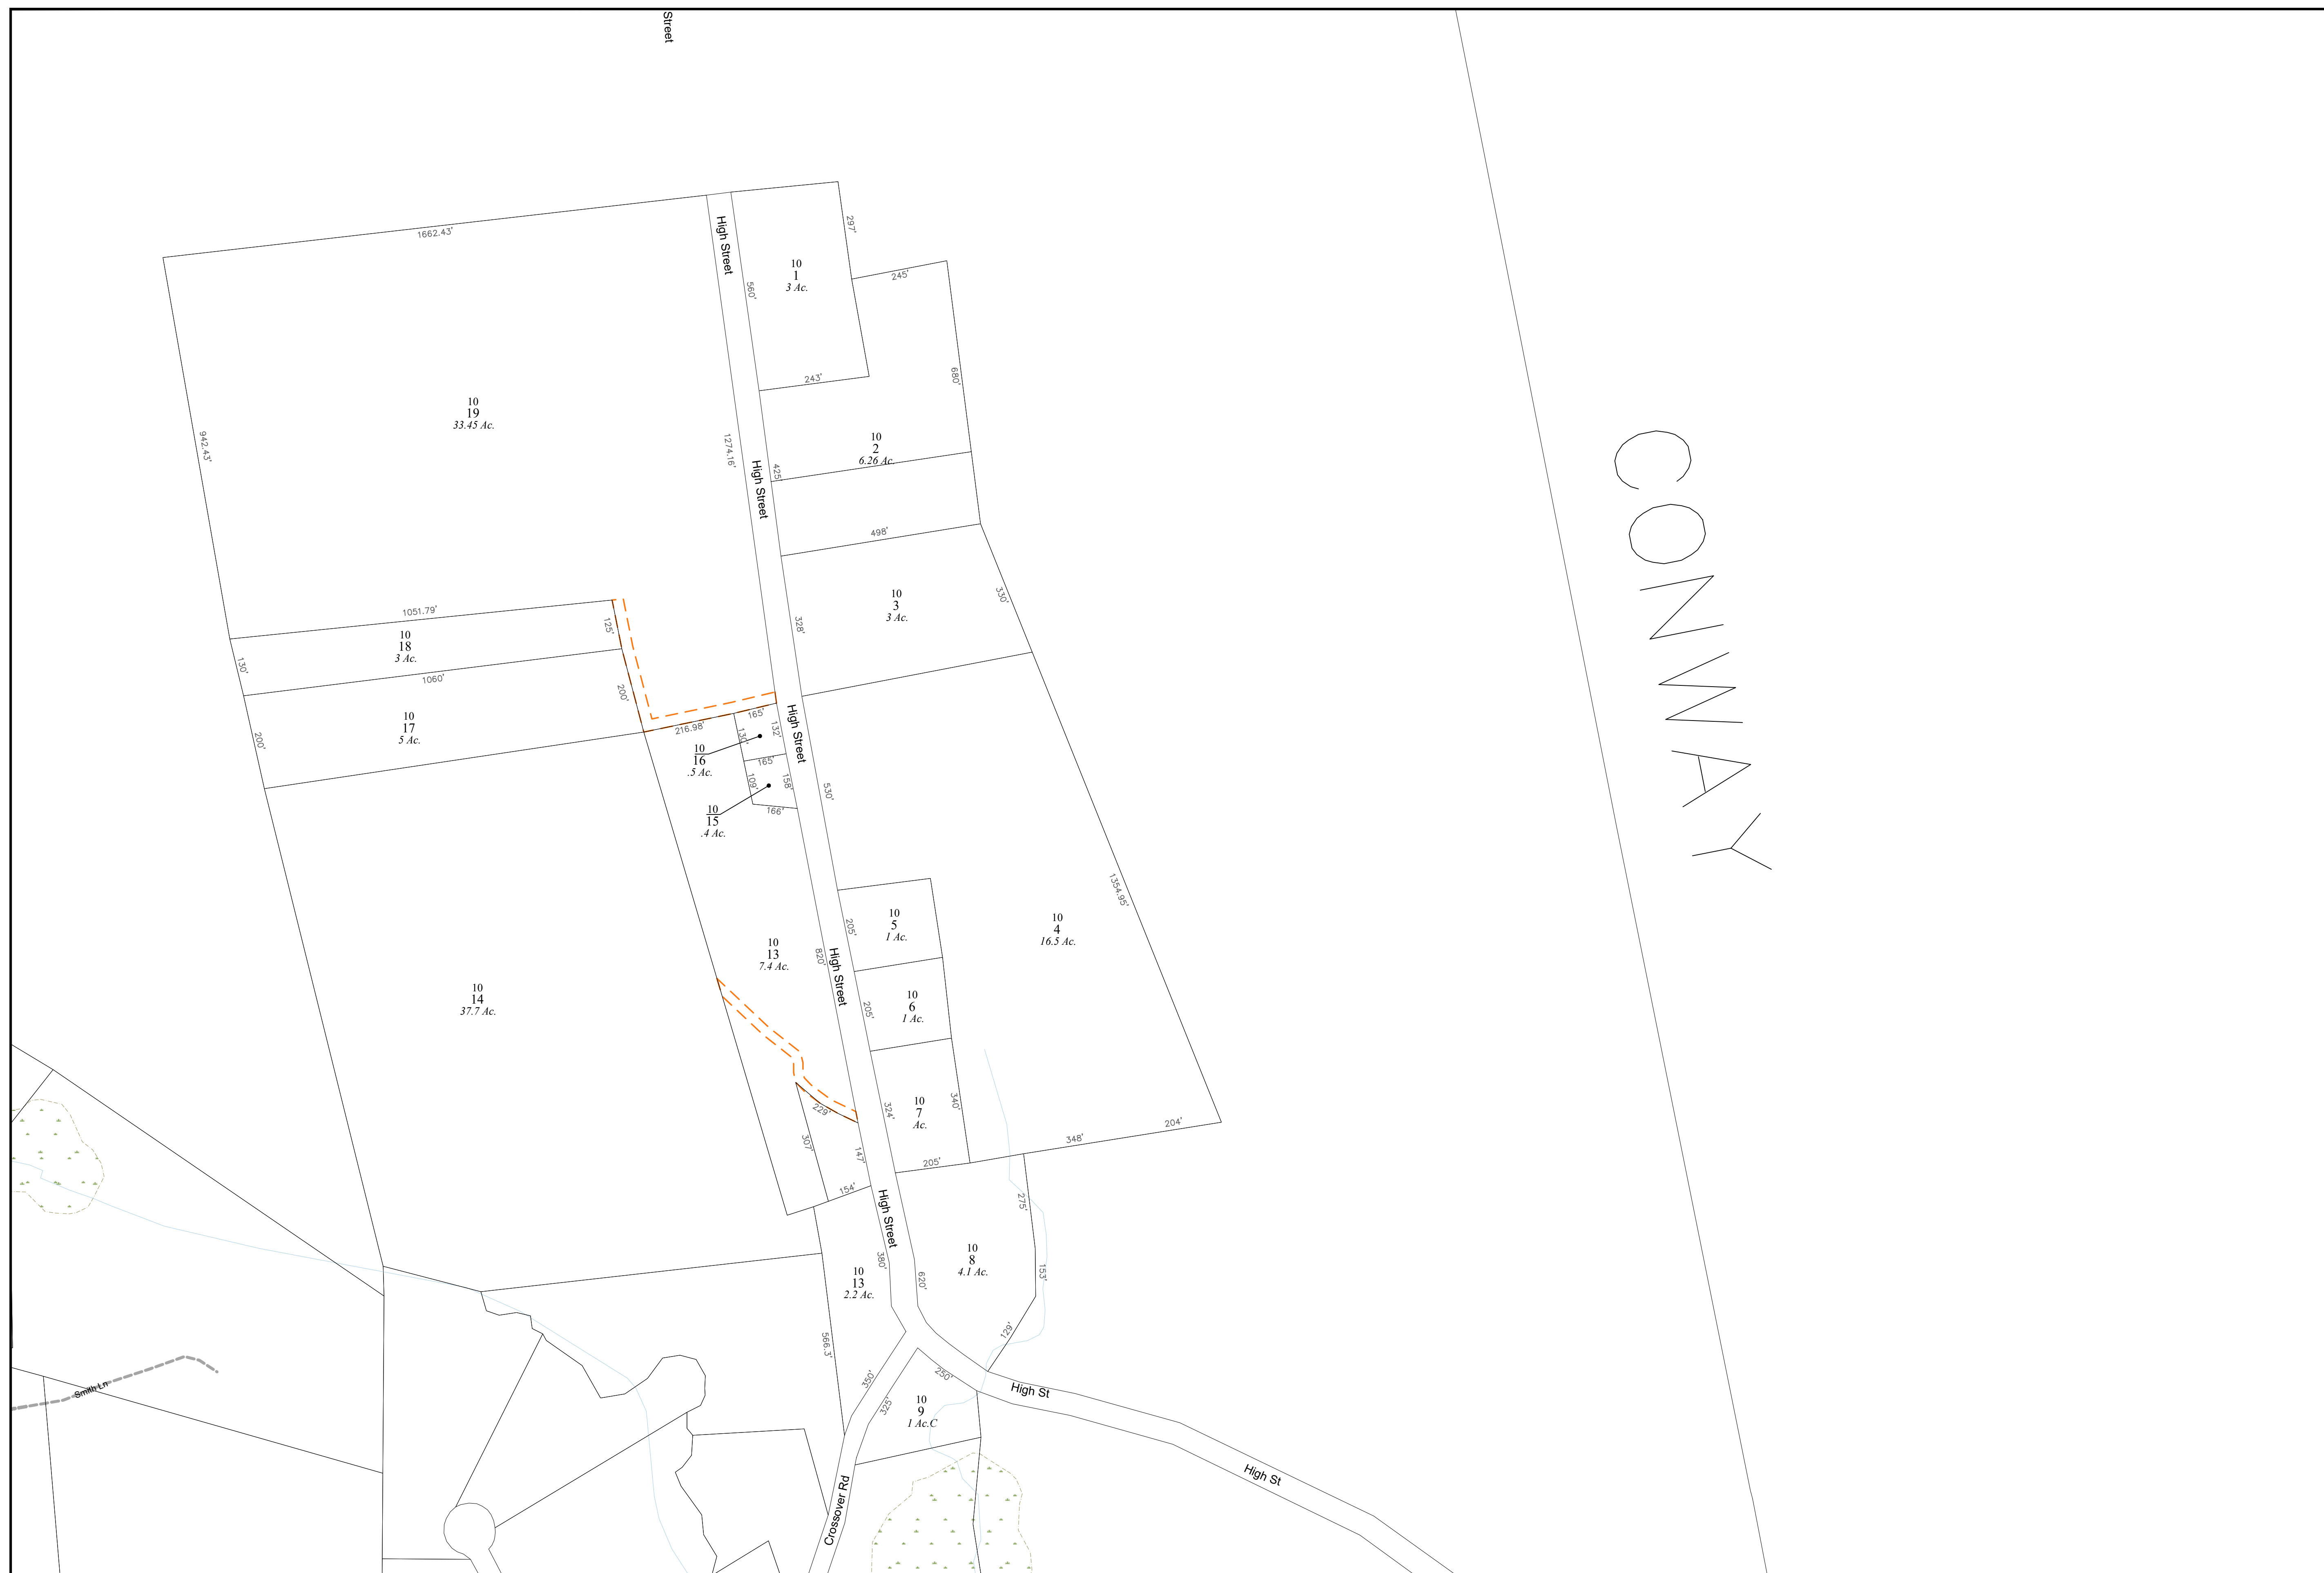 Street
1662.43'
High Street
297'
10
1
3 Ac.
560'
245'
243'
680'
10
19
33.45 Ac.
942.43'
1274.16'
10
2
6.26 Ac.
High Street
425'
498'
CONWAY
10
3
3 Ac.
330'
328'
1051.79'
125'
10
18
3 Ac.
130'
1060'
200'
10
17
5 Ac.
200'
216.98'
165'
132'
130'
High Street
10
16
.5 Ac.
165'
109'
158'
530'
10
15
.4 Ac.
166'
1354.95'
10
5
1 Ac.
205'
10
4
16.5 Ac.
10
13
7.4 Ac.
820'
High Street
10
14
37.7 Ac.
10
6
1 Ac.
205'
10
7
Ac.
324'
340'
229'
307'
147'
204'
348'
205'
154'
High Street
275'
10
8
4.1 Ac.
380'
620'
153'
10
13
2.2 Ac.
129'
566.3'
350'
250'
325'
High St
10
9
1 Ac.C
Smith Ln
High St
Crossover Rd